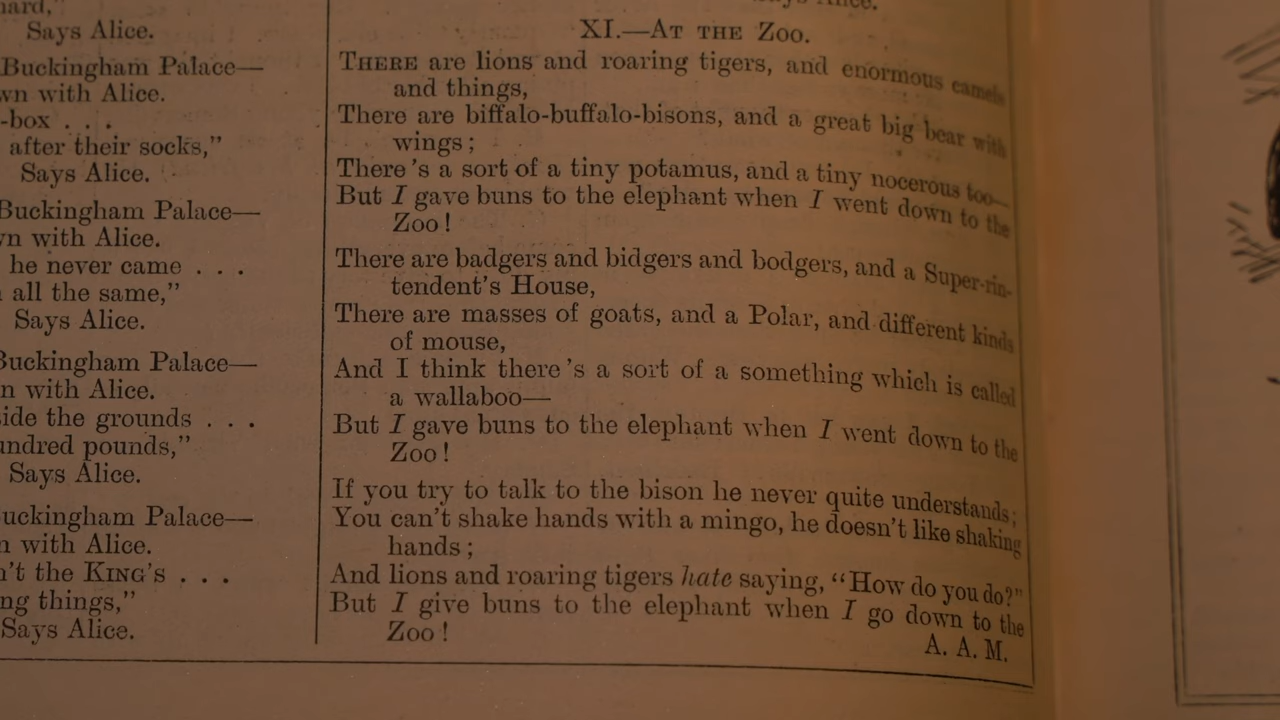 hard,"
Says Alice.
Buckingham Palace—
wn with Alice.
-box . . .
after their socks,"
Says Alice.
Buckingham Palace—
vn with Alice.
he never came . . .
all the same,"
Says Alice.
Buckingham Palace—
n with Alice.
side the grounds . . .
undred pounds,"
Says Alice.
uckingham Palace—
n with Alice.
n't the KING'S . . .
ng things,"
Says Alice.
XI.—AT THE ZOO.
THERE are lions and roaring tigers, and enormous camels
and things,
There are biffalo-buffalo-bisons, and a great big bear with
wings ;
There's a sort of a tiny potamus, and a tiny nocerous too—
But I gave buns to the elephant when I went down to the
Zoo !
There are badgers and bidgers and bodgers, and a Super-rin-
tendent's House,
There are masses of goats, and a Polar, and different kinds
of mouse,
And I think there's a sort of a something which is called
a wallaboo—
But I gave buns to the elephant when I went down to the
Zoo !
If you try to talk to the bison he never quite understands;
You can't shake hands with a mingo, he doesn't like shaking
hands ;
And lions and roaring tigers hate saying, "How do you do?"
But I give buns to the elephant when I go down to the
Zoo !
A. A. M.